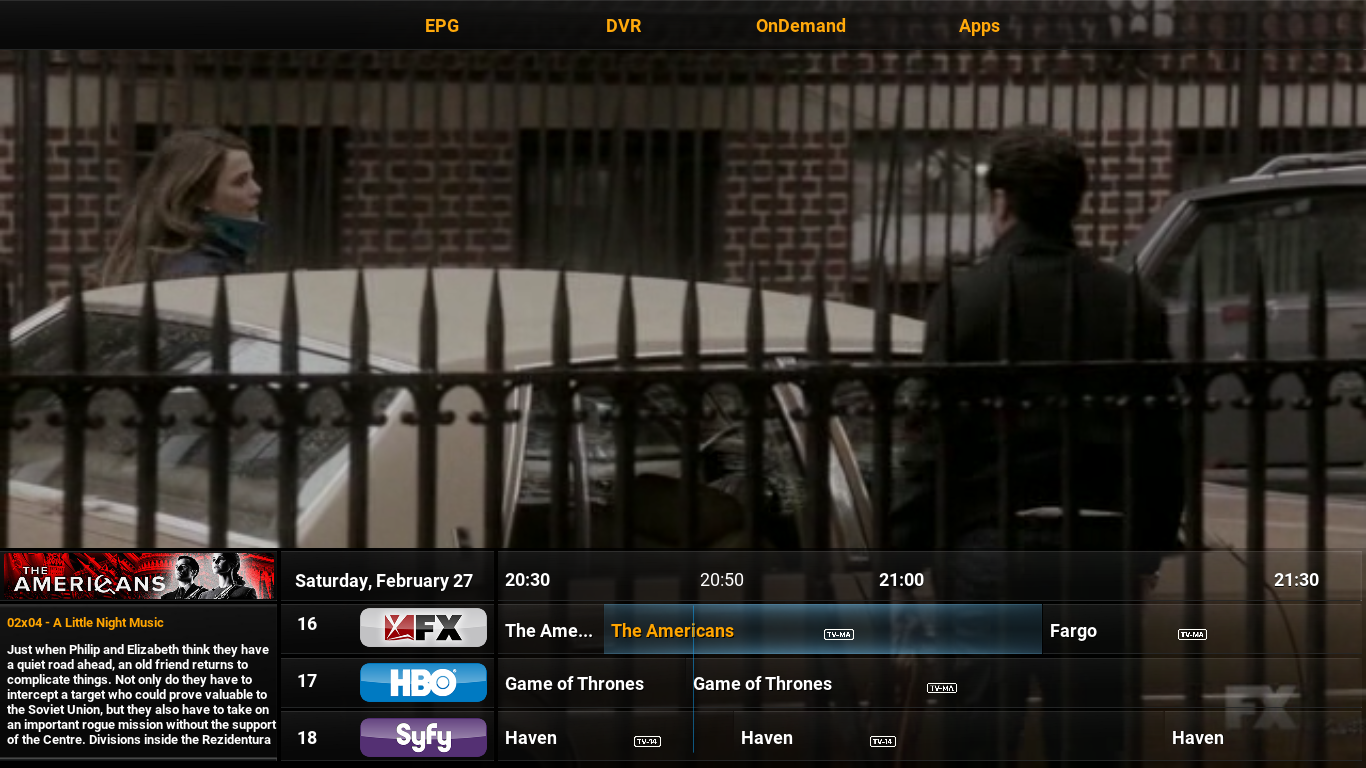 EPG DVR OnDemand Apps
THE
AMERICANS
Saturday, February 27 20:30 20:50 21:00 21:30
02x04 - A Little Night Music
Just when Philip and Elizabeth think they have
a quiet road ahead, an old friend returns to
complicate things. Not only do they have to
intercept a target who could prove valuable to
the Soviet Union, but they also have to take on
an important rogue mission without the support
of the Centre. Divisions inside the Rezidentura
16 FX The Ame... The Americans TV-MA Fargo TV-MA
17 HBO Game of Thrones Game of Thrones TV-MA
18 Syfy Haven TV-14 Haven TV-14 Haven
FX